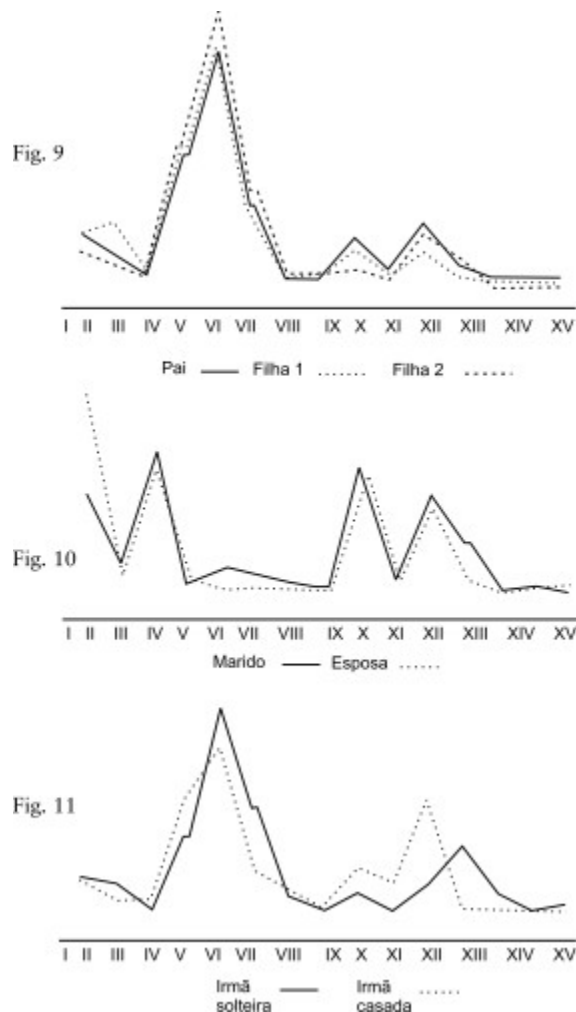 Fig. 9
I II III IV V VI VII VIII IX X XI XII XIII XIV XV
Pai Filha 1 Filha 2
Fig. 10
I II III IV V VI VII VIII IX X XI XII XIII XIV XV
Marido Esposa
Fig. 11
I II III IV V VI VII VIII IX X XI XII XIII XIV XV
Irmã solteira Irmã casada